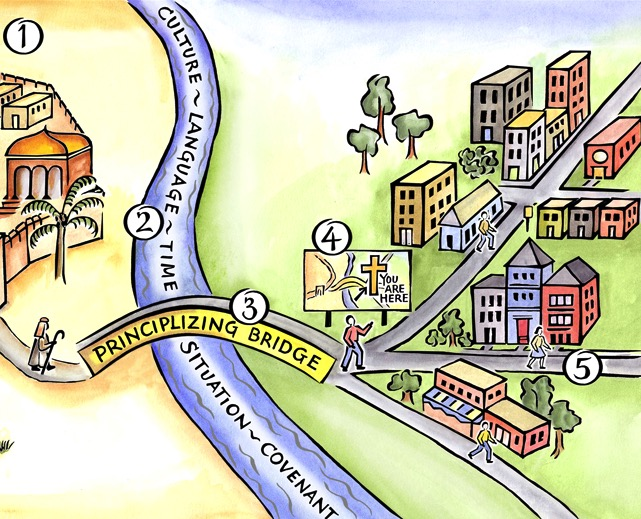 1
CULTURE ~ LANGUAGE ~ TIME
2
3
PRINCIPLIZING BRIDGE
4
YOU
ARE
HERE
SITUATION ~ COVENANT
5